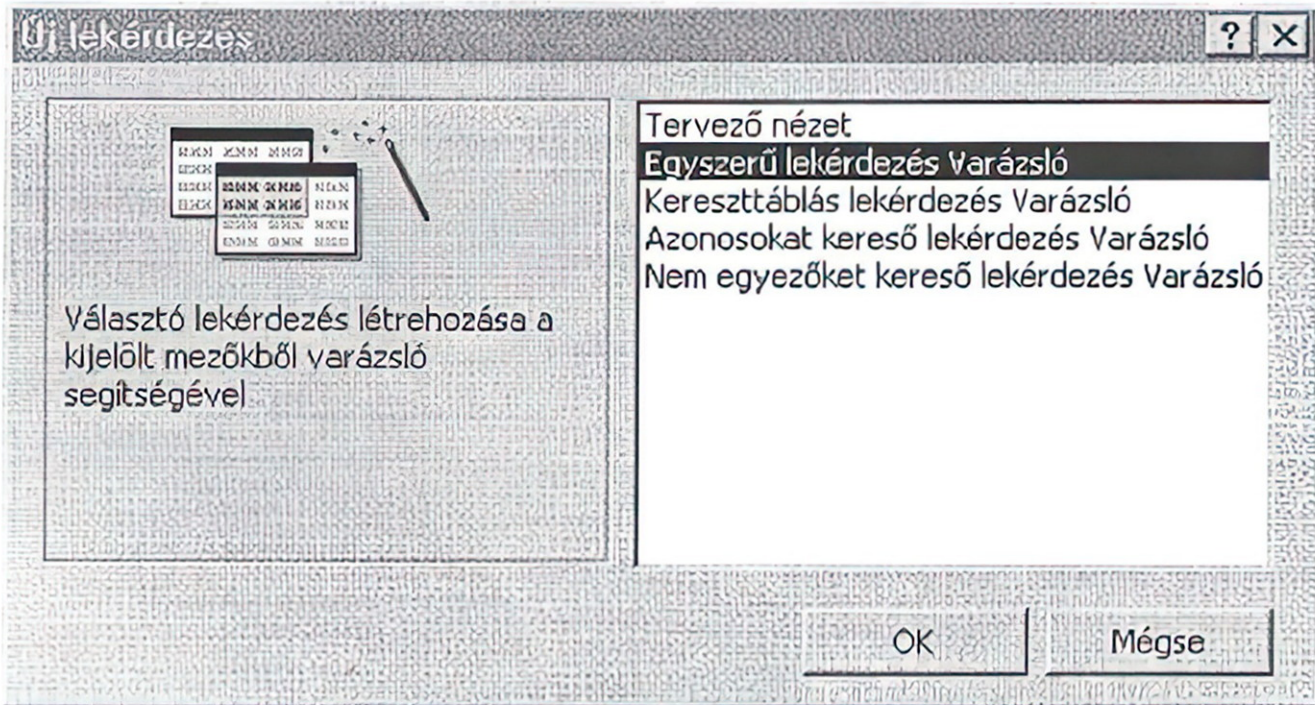 Új lekérdezés
Választó lekérdezés létrehozása a
kijelölt mezőkből varázsló
segítségével
Tervező nézet
Egyszerű lekérdezés Varázsló
Kereszttáblás lekérdezés Varázsló
Azonosokat kereső lekérdezés Varázsló
Nem egyezőket kereső lekérdezés Varázsló
OK
Mégse